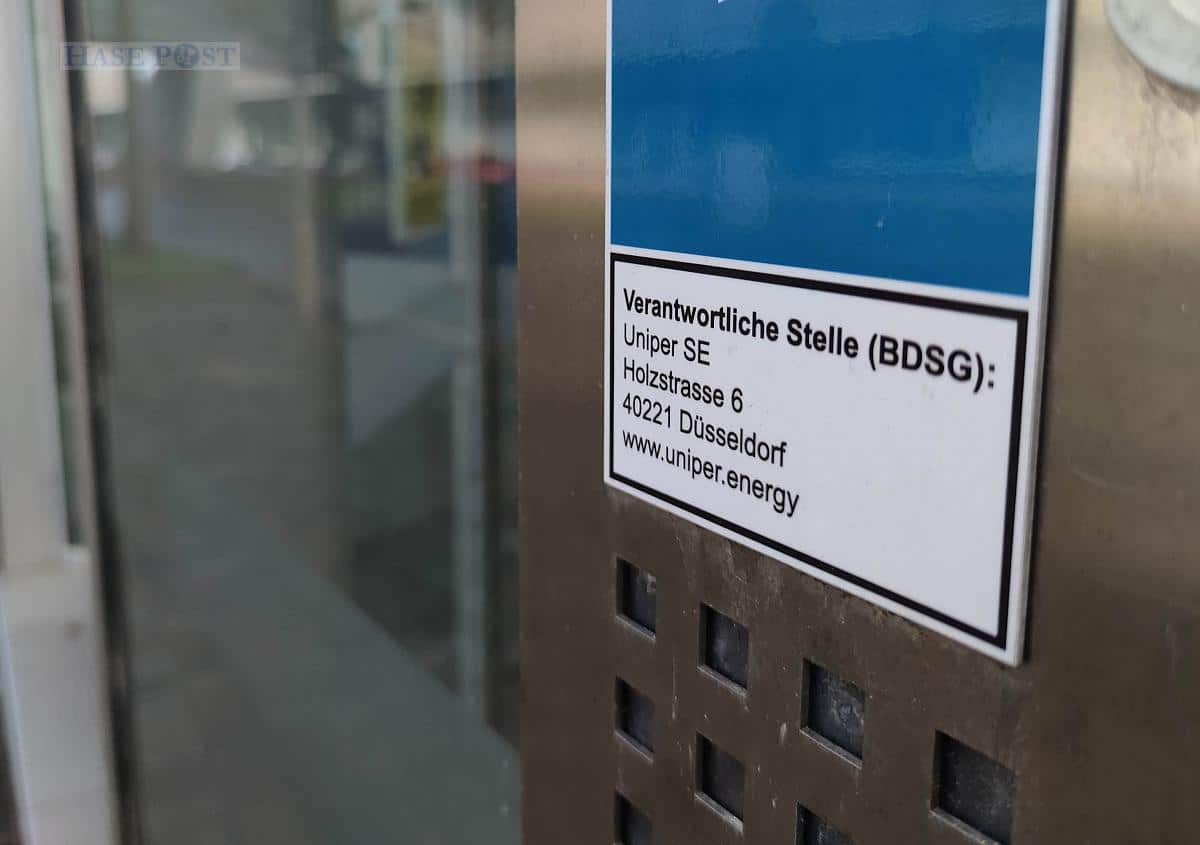 HASE POST
Verantwortliche Stelle (BDSG):
Uniper SE
Holzstrasse 6
40221 Düsseldorf
www.uniper.energy